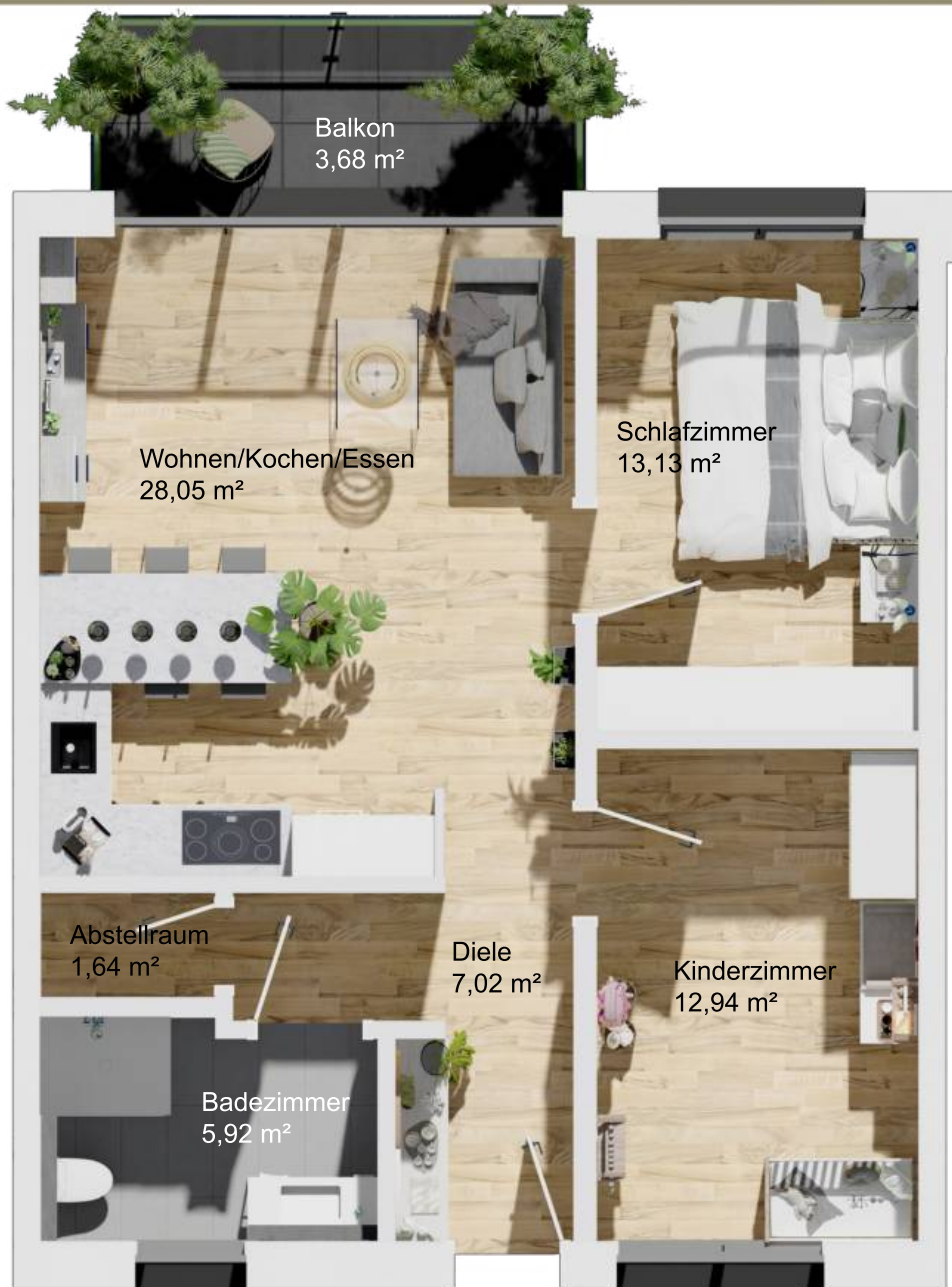 Balkon
3,68 m²
Wohnen/Kochen/Essen
28,05 m²
Schlafzimmer
13,13 m²
Abstellraum
1,64 m²
Diele
7,02 m²
Kinderzimmer
12,94 m²
Badezimmer
5,92 m²